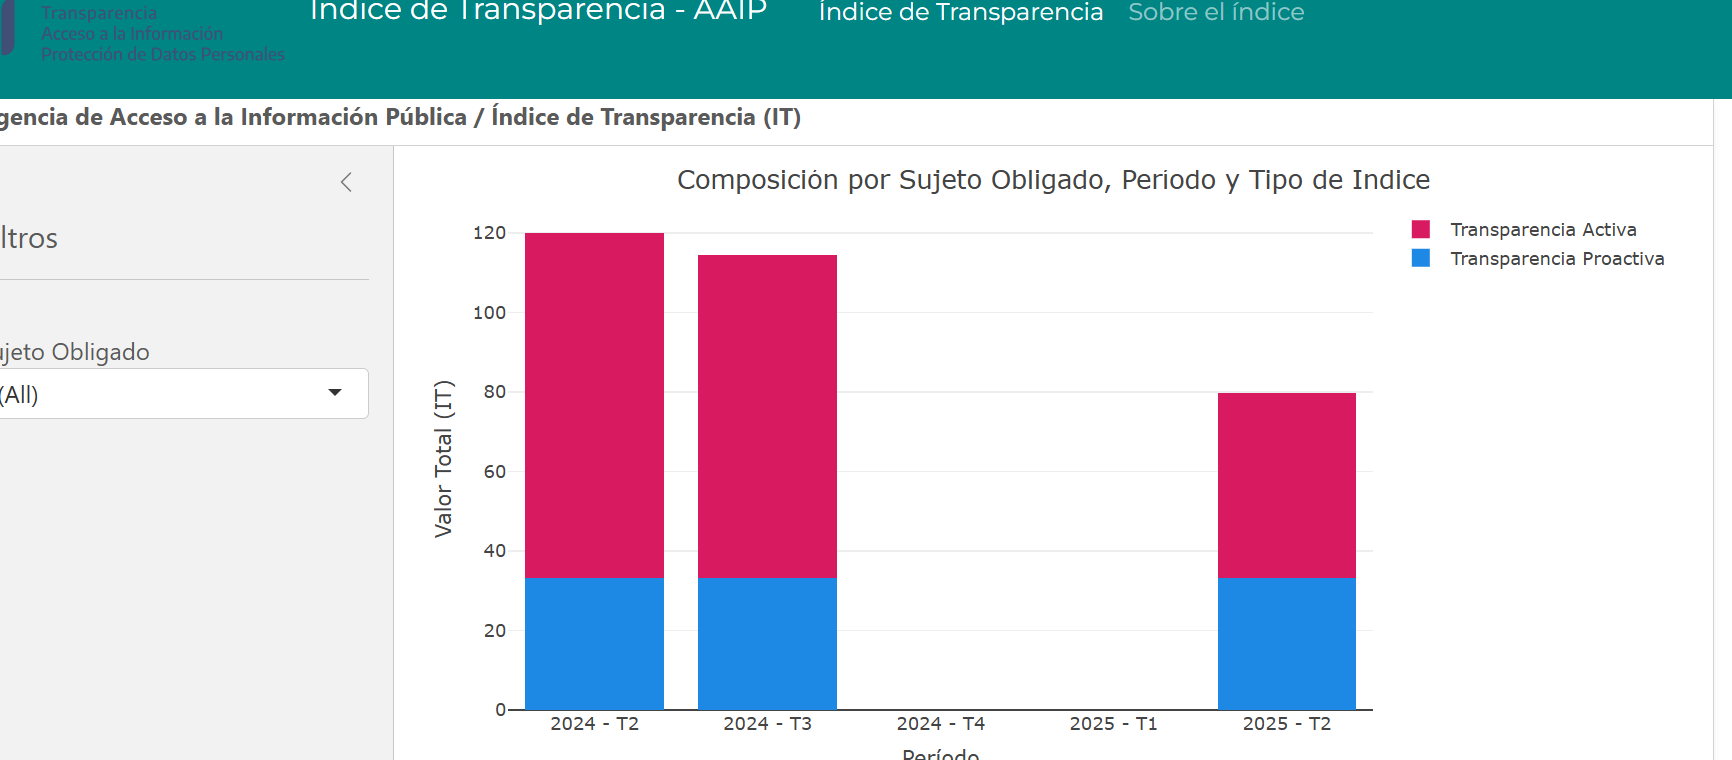 Transparencia
Acceso a la Información
Protección de Datos Personales
Índice de Transparencia - AAIP
Índice de Transparencia
Sobre el índice
gencia de Acceso a la Información Pública / Índice de Transparencia (IT)
ltros
ujeto Obligado
(All)
Composición por Sujeto Obligado, Período y Tipo de Indice
Transparencia Activa
Transparencia Proactiva
Valor Total (IT)
120
100
80
60
40
20
0
2024 - T2
2024 - T3
2024 - T4
2025 - T1
2025 - T2
Período